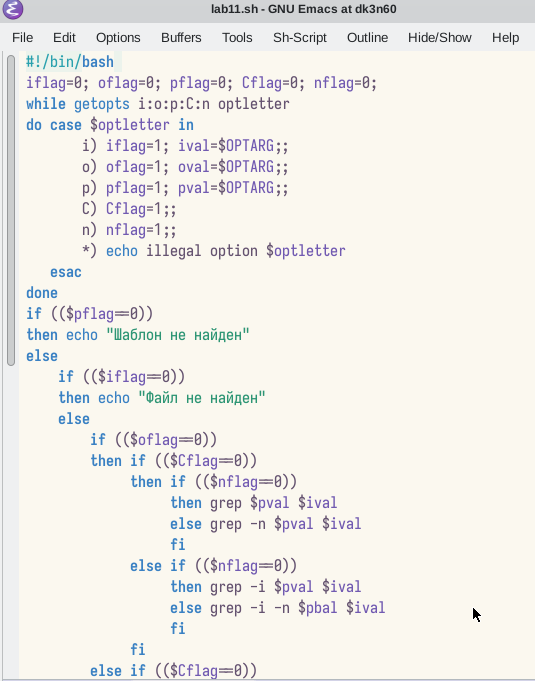 lab11.sh - GNU Emacs at dk3n60
File Edit Options Buffers Tools Sh-Script Outline Hide/Show Help
#!/bin/bash
iflag=0; oflag=0; pflag=0; Cflag=0; nflag=0;
while getopts i:o:p:C:n optletter
do case $optletter in
        i) iflag=1; ival=$OPTARG;;
        o) oflag=1; oval=$OPTARG;;
        p) pflag=1; pval=$OPTARG;;
        C) Cflag=1;;
        n) nflag=1;;
        *) echo illegal option $optletter
    esac
done
if (($pflag==0))
then echo "Шаблон не найден"
else
    if (($iflag==0))
    then echo "Файл не найден"
    else
        if (($oflag==0))
        then if (($Cflag==0))
             then if (($nflag==0))
                  then grep $pval $ival
                  else grep -n $pval $ival
                  fi
             else if (($nflag==0))
                  then grep -i $pval $ival
                  else grep -i -n $pbal $ival
                  fi
             fi
        else if (($Cflag==0))